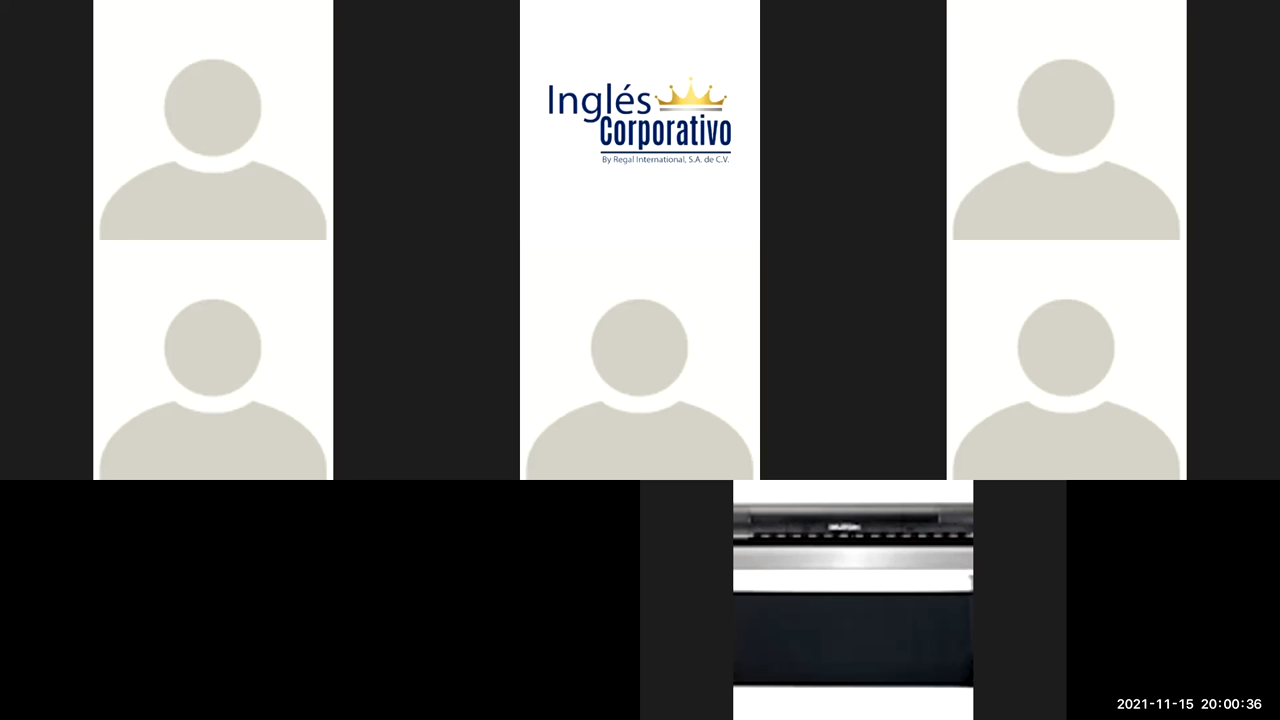 Inglés
Corporativo
By Regal International, S.A. de C.V.
2021-11-15 20:00:36